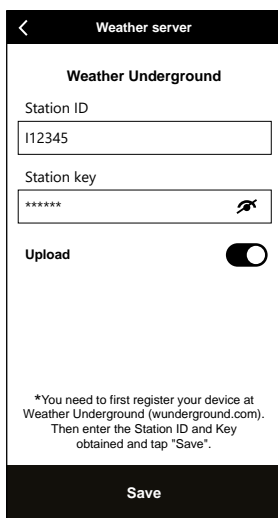 Weather server
Weather Underground
Station ID
I12345
Station key
******
Upload
*You need to first register your device at
Weather Underground (wunderground.com).
Then enter the Station ID and Key
obtained and tap "Save".
Save